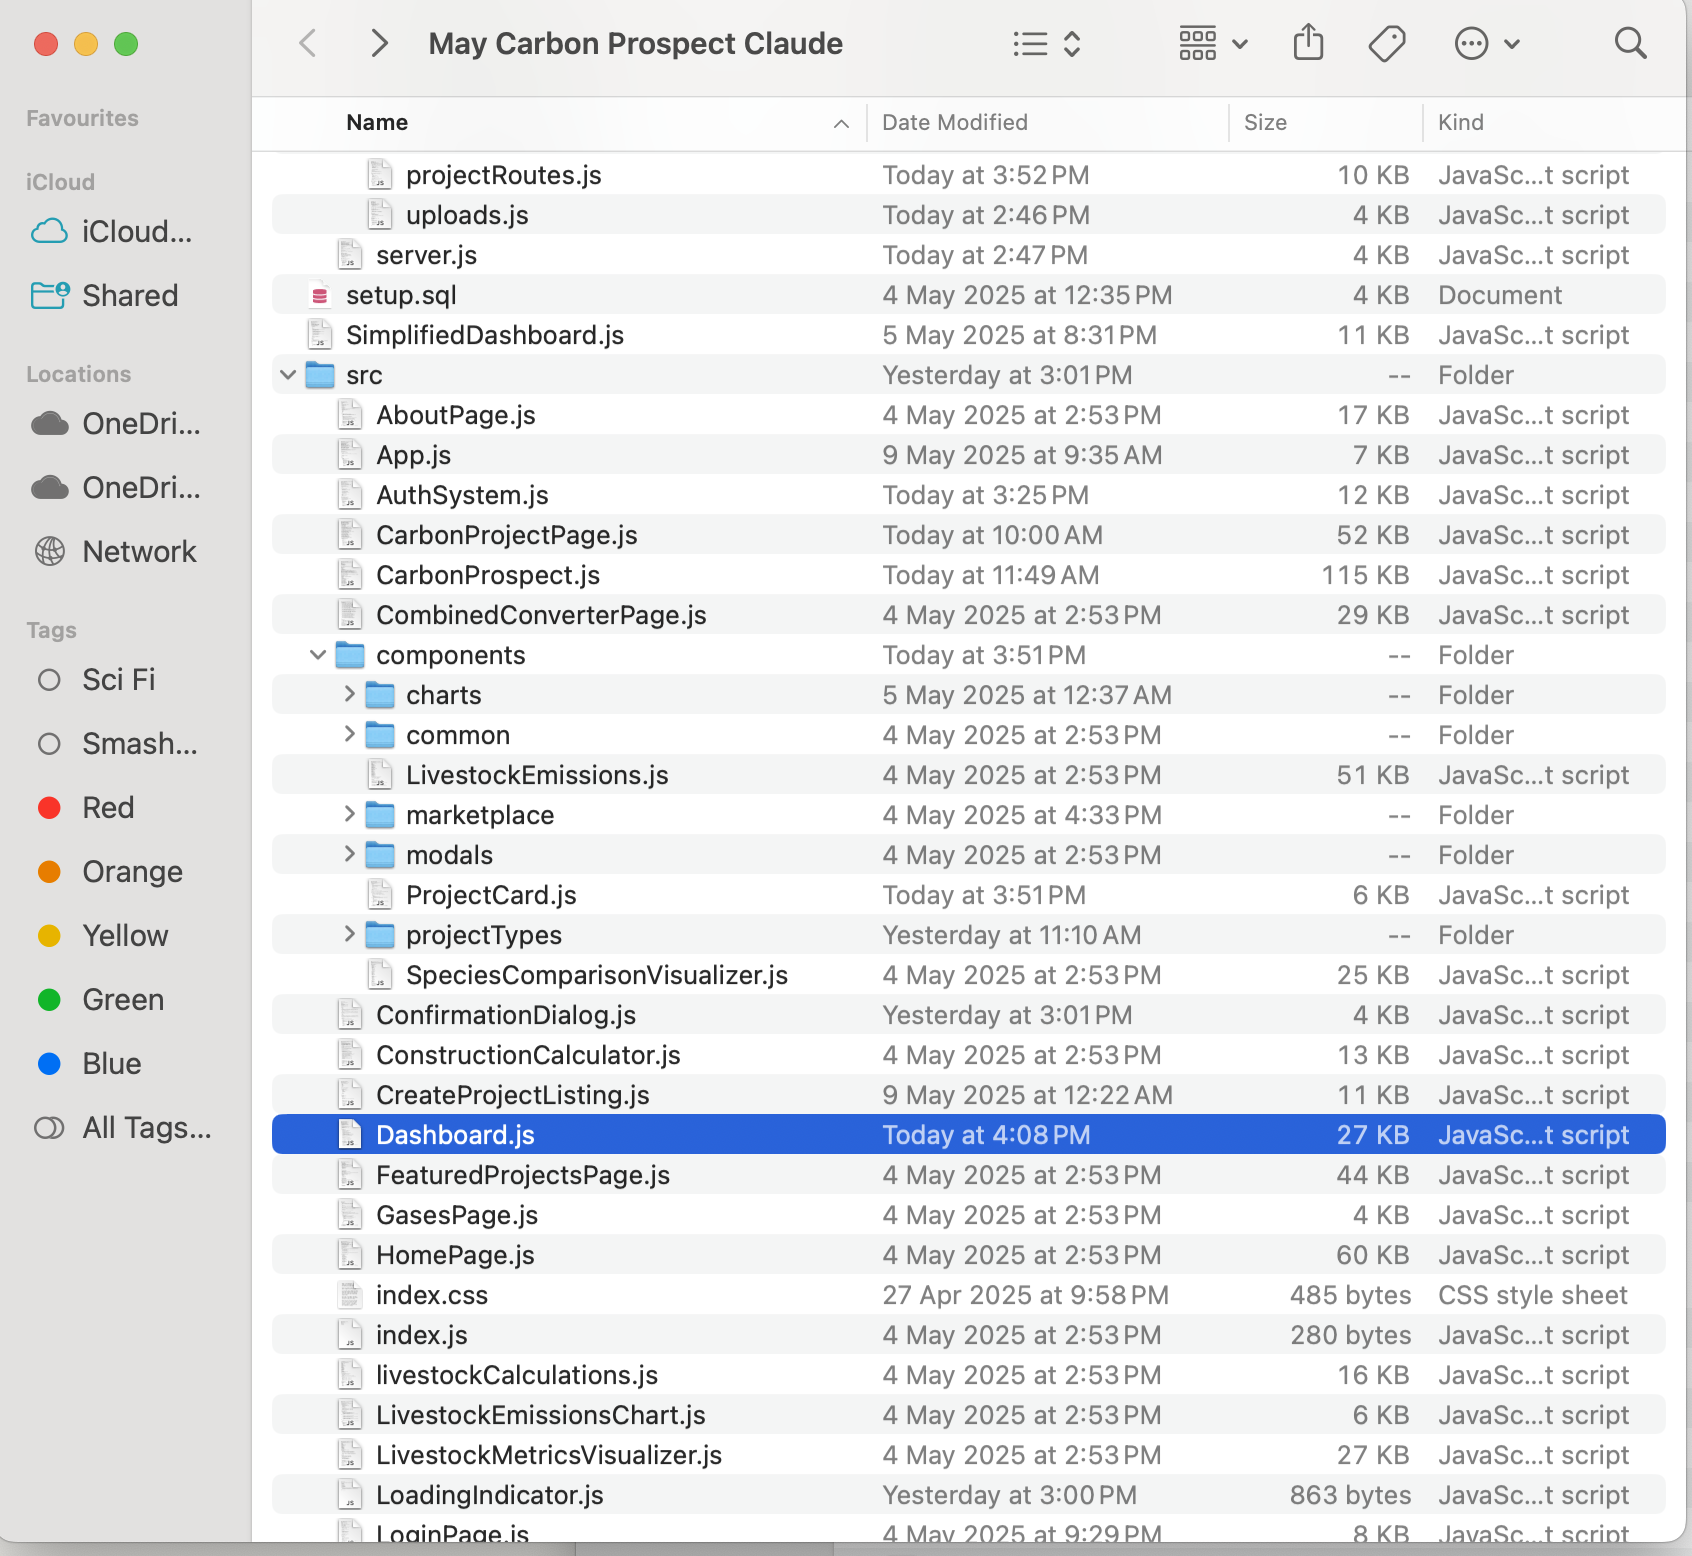 May Carbon Prospect Claude
Favourites
iCloud
iCloud...
Shared
Locations
OneDri...
OneDri...
Network
Tags
Sci Fi
Smash...
Red
Orange
Yellow
Green
Blue
All Tags...
Name Date Modified Size Kind
projectRoutes.js Today at 3:52 PM 10 KB JavaSc...t script
uploads.js Today at 2:46 PM 4 KB JavaSc...t script
server.js Today at 2:47 PM 4 KB JavaSc...t script
setup.sql 4 May 2025 at 12:35 PM 4 KB Document
SimplifiedDashboard.js 5 May 2025 at 8:31 PM 11 KB JavaSc...t script
src Yesterday at 3:01 PM -- Folder
AboutPage.js 4 May 2025 at 2:53 PM 17 KB JavaSc...t script
App.js 9 May 2025 at 9:35 AM 7 KB JavaSc...t script
AuthSystem.js Today at 3:25 PM 12 KB JavaSc...t script
CarbonProjectPage.js Today at 10:00 AM 52 KB JavaSc...t script
CarbonProspect.js Today at 11:49 AM 115 KB JavaSc...t script
CombinedConverterPage.js 4 May 2025 at 2:53 PM 29 KB JavaSc...t script
components Today at 3:51 PM -- Folder
charts 5 May 2025 at 12:37 AM -- Folder
common 4 May 2025 at 2:53 PM -- Folder
LivestockEmissions.js 4 May 2025 at 2:53 PM 51 KB JavaSc...t script
marketplace 4 May 2025 at 4:33 PM -- Folder
modals 4 May 2025 at 2:53 PM -- Folder
ProjectCard.js Today at 3:51 PM 6 KB JavaSc...t script
projectTypes Yesterday at 11:10 AM -- Folder
SpeciesComparisonVisualizer.js 4 May 2025 at 2:53 PM 25 KB JavaSc...t script
ConfirmationDialog.js Yesterday at 3:01 PM 4 KB JavaSc...t script
ConstructionCalculator.js 4 May 2025 at 2:53 PM 13 KB JavaSc...t script
CreateProjectListing.js 9 May 2025 at 12:22 AM 11 KB JavaSc...t script
Dashboard.js Today at 4:08 PM 27 KB JavaSc...t script
FeaturedProjectsPage.js 4 May 2025 at 2:53 PM 44 KB JavaSc...t script
GasesPage.js 4 May 2025 at 2:53 PM 4 KB JavaSc...t script
HomePage.js 4 May 2025 at 2:53 PM 60 KB JavaSc...t script
index.css 27 Apr 2025 at 9:58 PM 485 bytes CSS style sheet
index.js 4 May 2025 at 2:53 PM 280 bytes JavaSc...t script
livestockCalculations.js 4 May 2025 at 2:53 PM 16 KB JavaSc...t script
LivestockEmissionsChart.js 4 May 2025 at 2:53 PM 6 KB JavaSc...t script
LivestockMetricsVisualizer.js 4 May 2025 at 2:53 PM 27 KB JavaSc...t script
LoadingIndicator.js Yesterday at 3:00 PM 863 bytes JavaSc...t script
LoginPage.js 4 May 2025 at 9:29 PM 8 KB JavaSc...t script